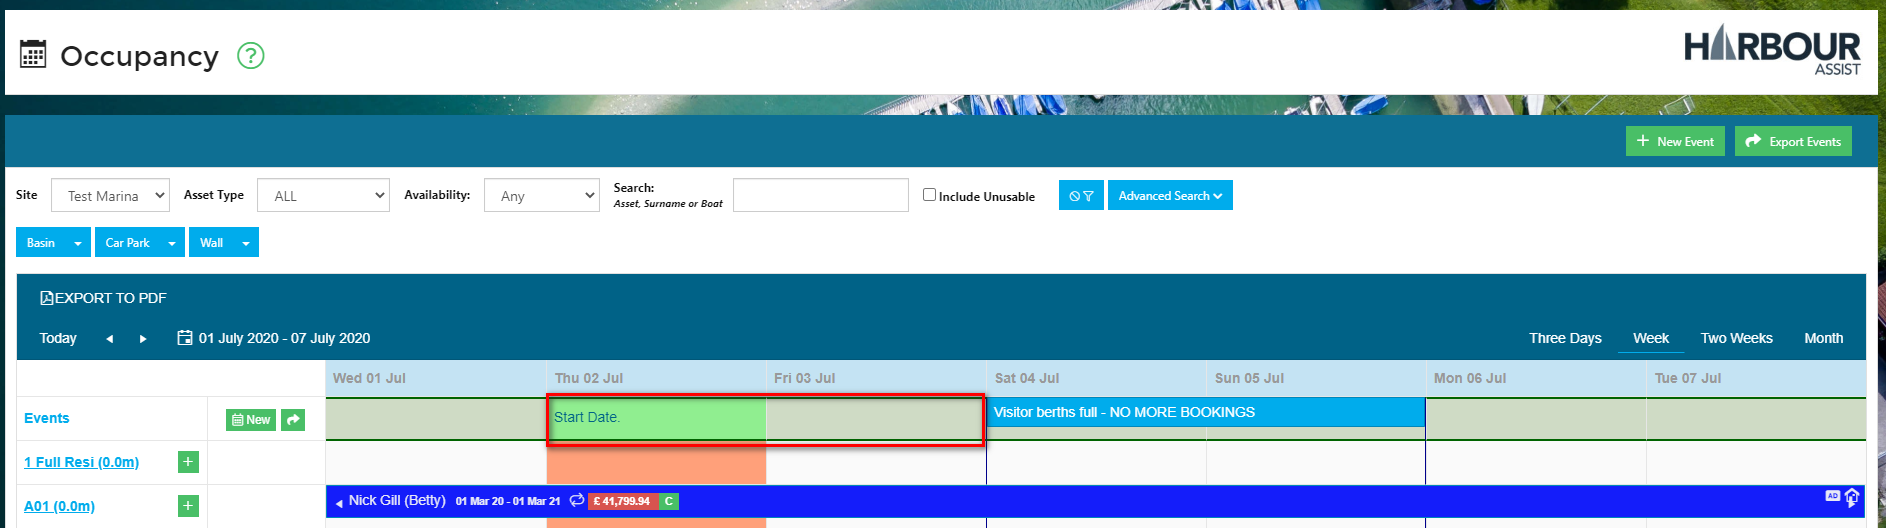 Occupancy ?
HARBOUR
ASSIST
+ New Event
Export Events
Site Test Marina Asset Type ALL Availability: Any Search: Include Unusable Advanced Search
Asset, Surname or Boat
Basin Car Park Wall
EXPORT TO PDF
Today 01 July 2020 - 07 July 2020 Three Days Week Two Weeks Month
Wed 01 Jul Thu 02 Jul Fri 03 Jul Sat 04 Jul Sun 05 Jul Mon 06 Jul Tue 07 Jul
Events New Start Date. Visitor berths full - NO MORE BOOKINGS
1 Full Resi (0.0m) +
A01 (0.0m) + Nick Gill (Betty) 01 Mar 20 - 01 Mar 21 £ 41,799.94 C AD